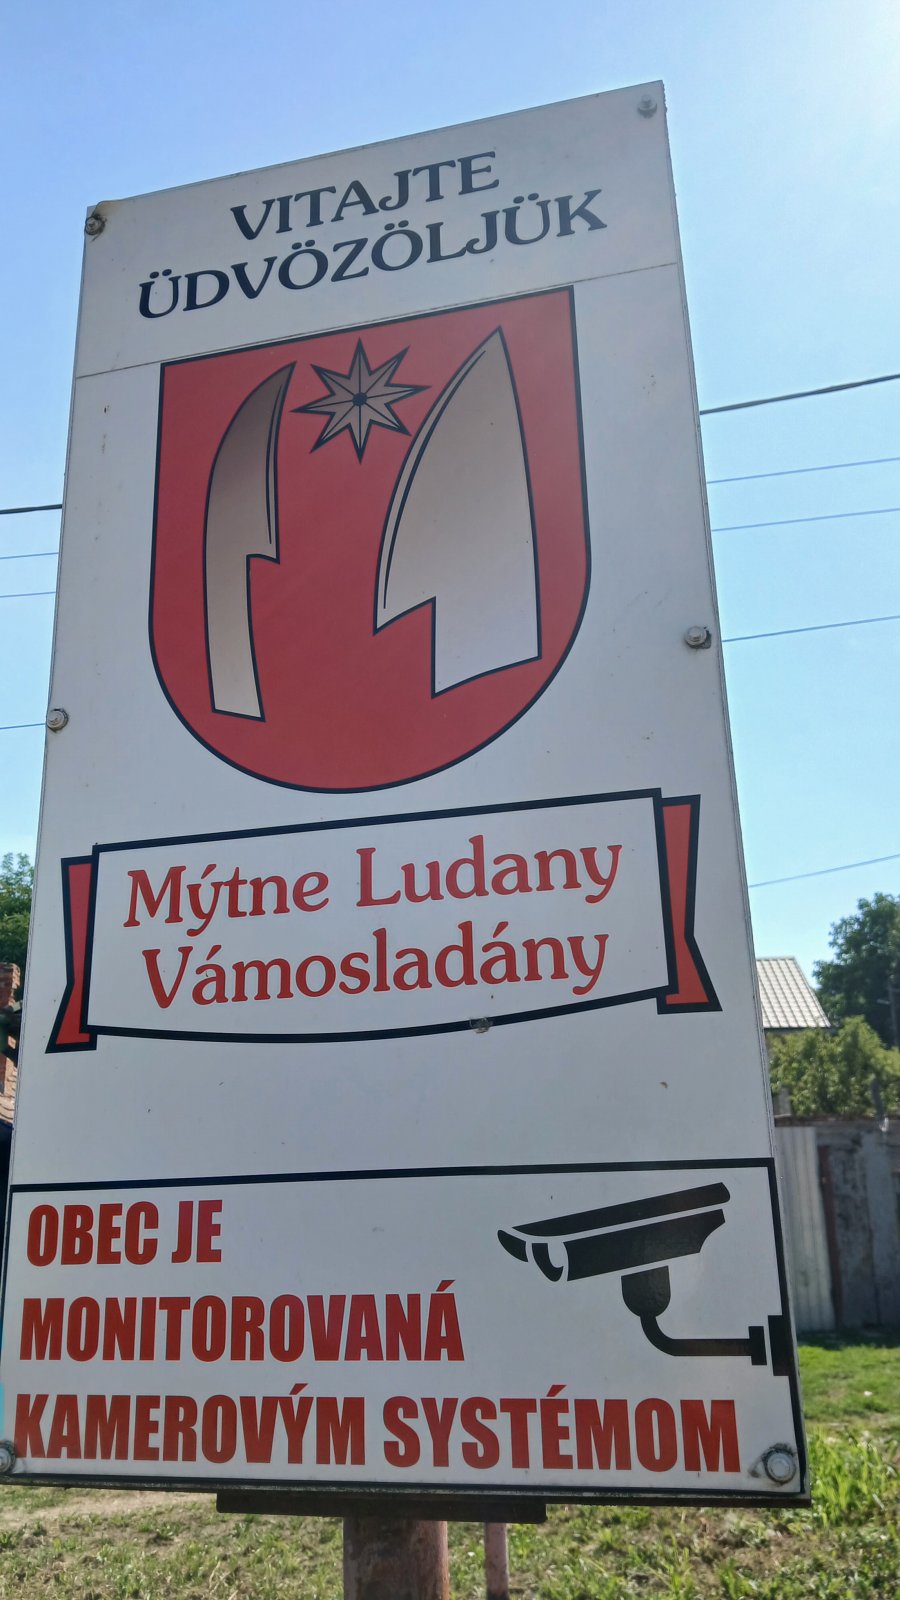 VITAJTE
ÜDVÖZÖLJÜK
Mýtne Ludany
Vámosladány
OBEC JE
MONITOROVANÁ
KAMEROVÝM SYSTÉMOM